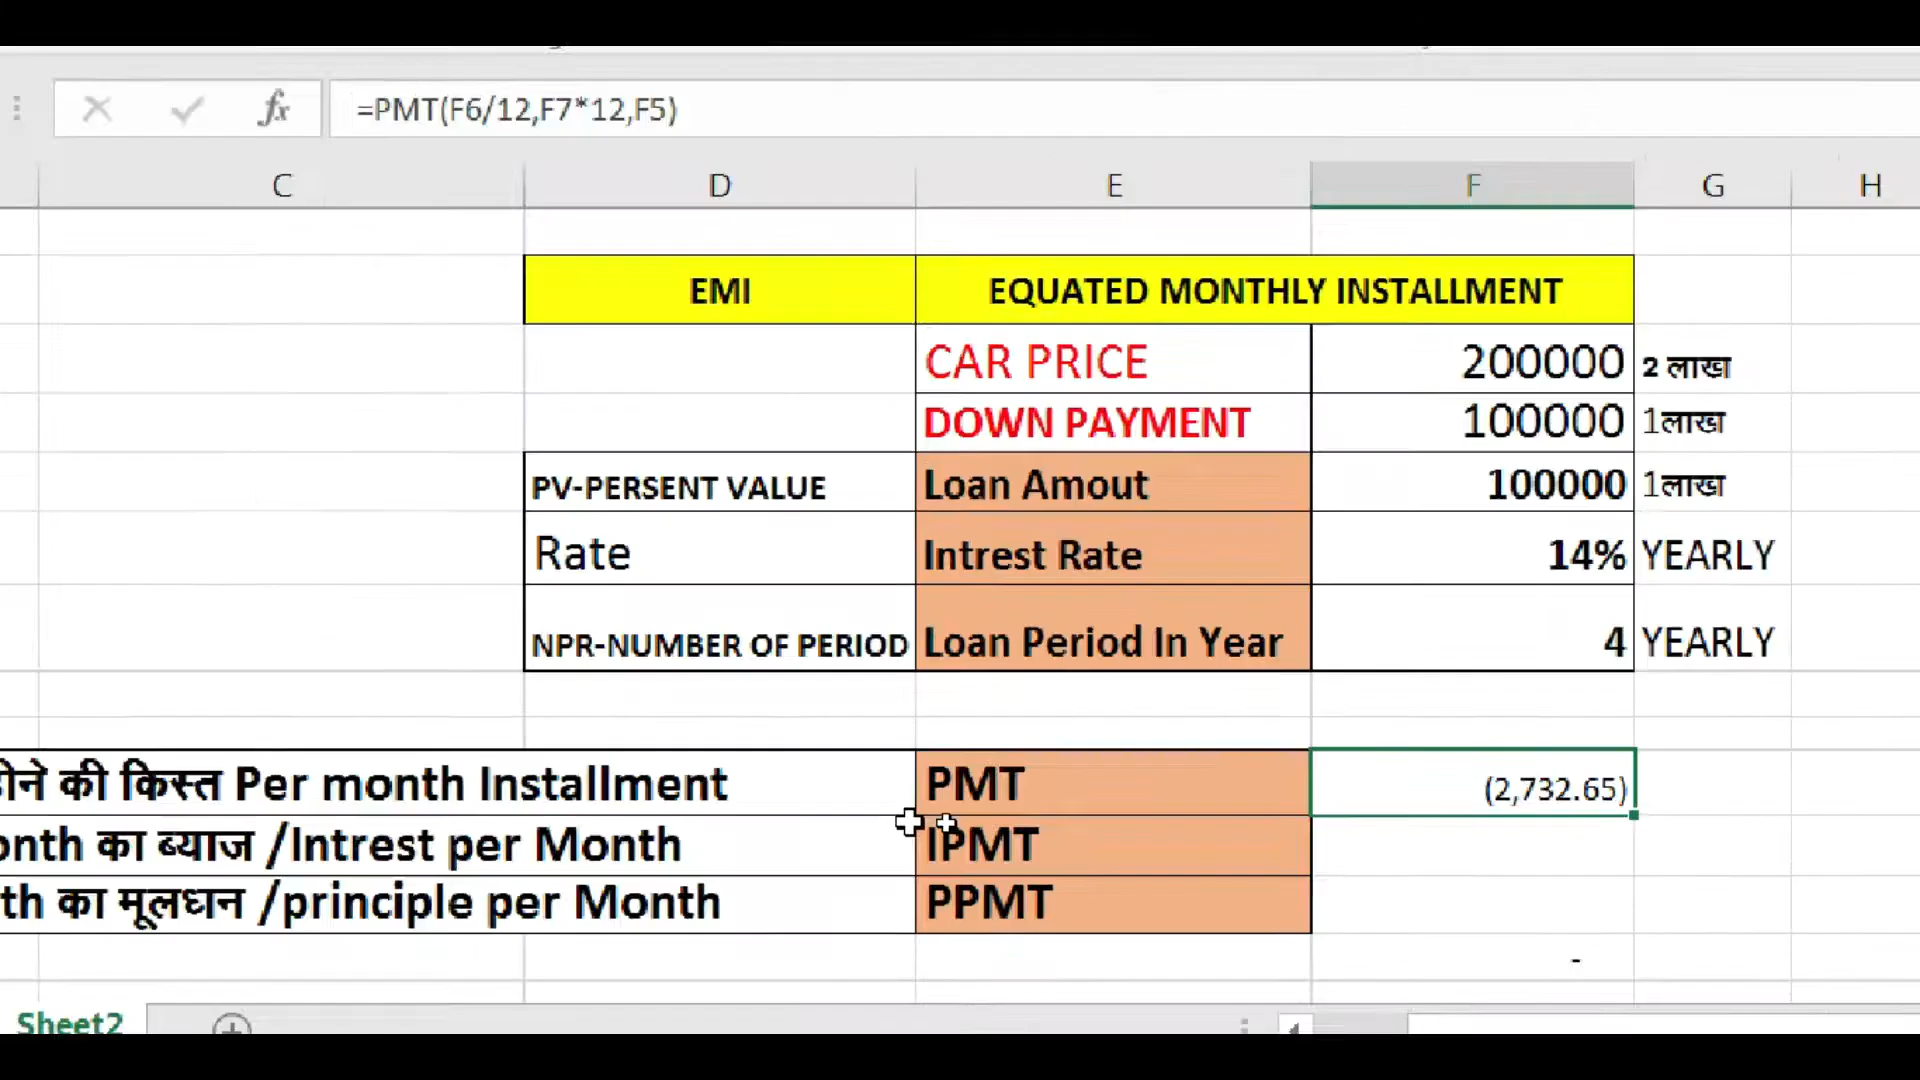 fx =PMT(F6/12,F7*12,F5)
C D E F G H
EMI EQUATED MONTHLY INSTALLMENT
CAR PRICE 200000 2 लाखा
DOWN PAYMENT 100000 1लाखा
PV-PERSENT VALUE Loan Amout 100000 1लाखा
Rate Intrest Rate 14% YEARLY
NPR-NUMBER OF PERIOD Loan Period In Year 4 YEARLY
की किस्त Per month Installment PMT (2,732.65)
का ब्याज /Intrest per Month IPMT
का मूलधान /principle per Month PPMT
-
Sheet2